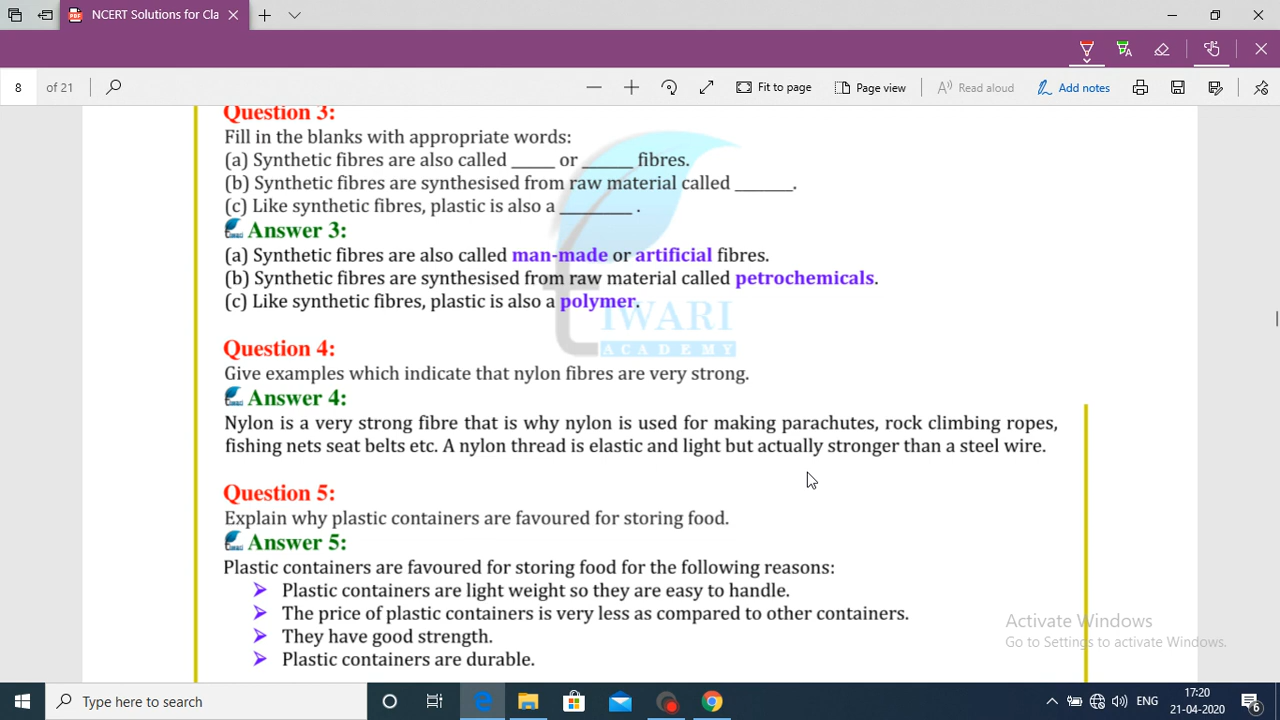 NCERT Solutions for Cla
8 of 21
Fit to page
Page view
Read aloud
Add notes
Question 3:
Fill in the blanks with appropriate words:
(a) Synthetic fibres are also called ______ or _______ fibres.
(b) Synthetic fibres are synthesised from raw material called ________.
(c) Like synthetic fibres, plastic is also a __________ .
Answer 3:
(a) Synthetic fibres are also called man-made or artificial fibres.
(b) Synthetic fibres are synthesised from raw material called petrochemicals.
(c) Like synthetic fibres, plastic is also a polymer.
TIWARI
ACADEMY
Question 4:
Give examples which indicate that nylon fibres are very strong.
Answer 4:
Nylon is a very strong fibre that is why nylon is used for making parachutes, rock climbing ropes,
fishing nets seat belts etc. A nylon thread is elastic and light but actually stronger than a steel wire.
Question 5:
Explain why plastic containers are favoured for storing food.
Answer 5:
Plastic containers are favoured for storing food for the following reasons:
Plastic containers are light weight so they are easy to handle.
The price of plastic containers is very less as compared to other containers.
They have good strength.
Plastic containers are durable.
Activate Windows
Go to Settings to activate Windows.
Type here to search
ENG
17:20
21-04-2020
6